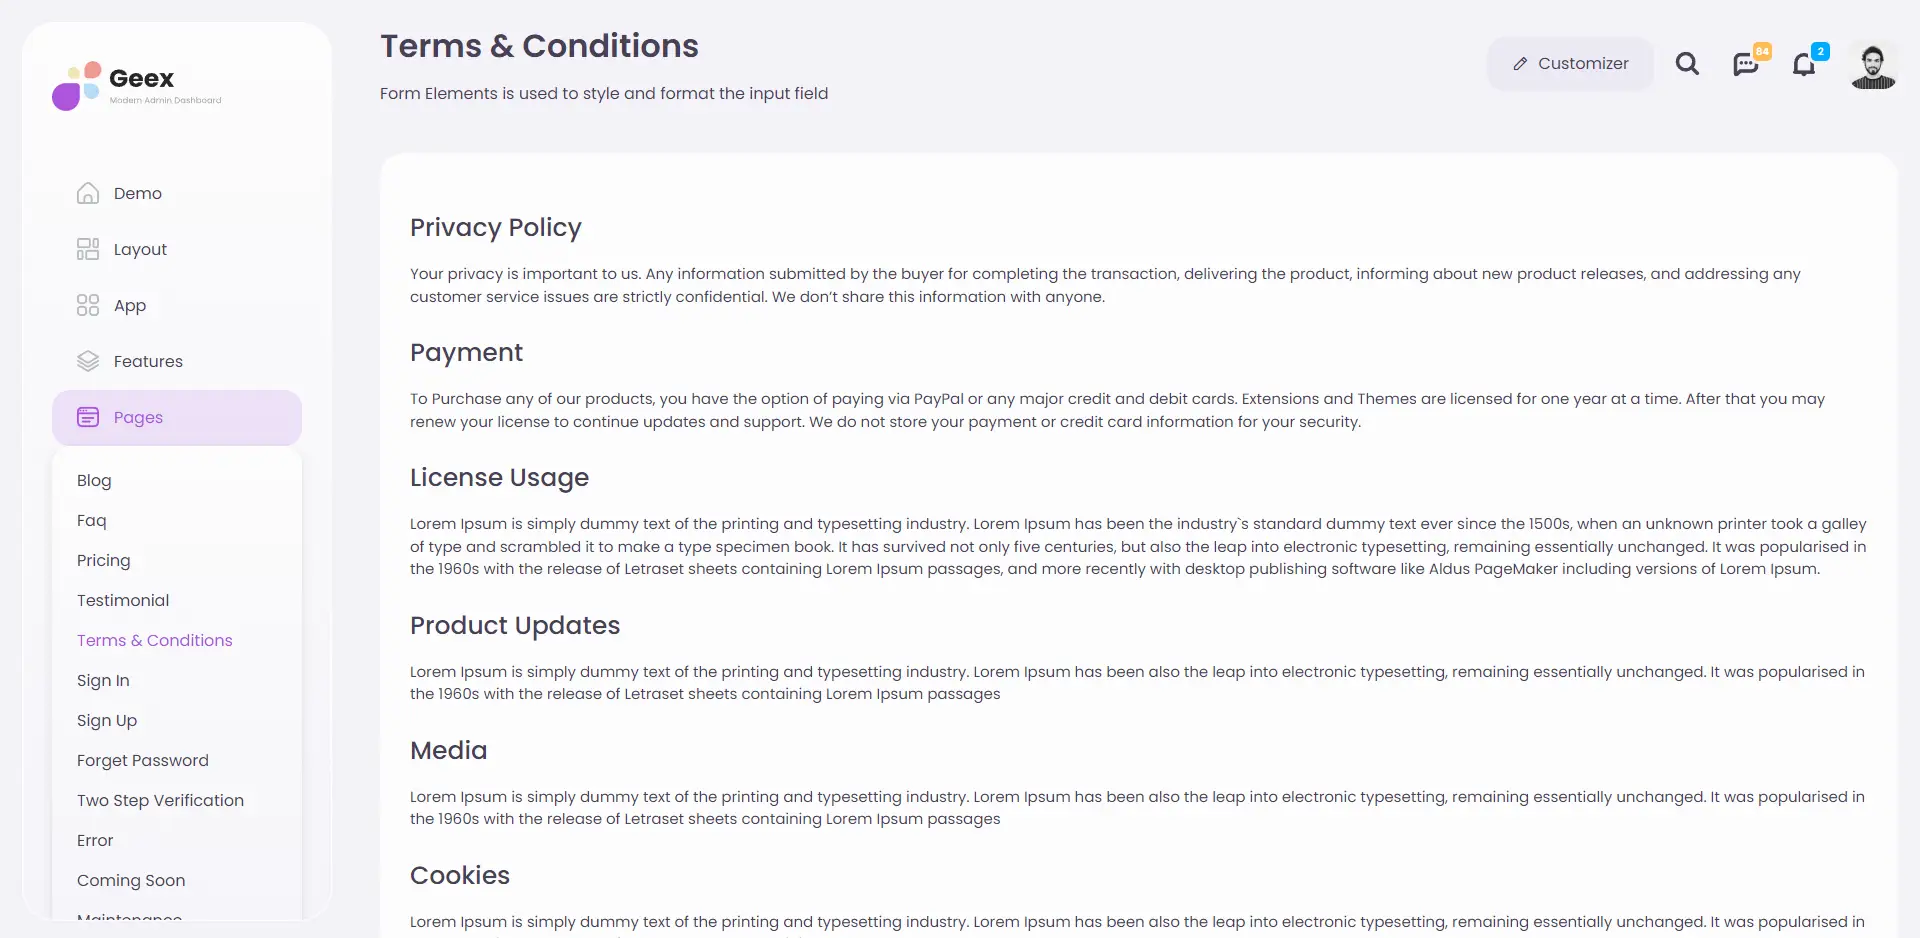 Geex
Modern Admin Dashboard
Demo
Layout
App
Features
Pages
Blog
Faq
Pricing
Testimonial
Terms & Conditions
Sign In
Sign Up
Forget Password
Two Step Verification
Error
Coming Soon
Maintenance
Terms & Conditions
Form Elements is used to style and format the input field
Customizer
84
2
Privacy Policy
Your privacy is important to us. Any information submitted by the buyer for completing the transaction, delivering the product, informing about new product releases, and addressing any
customer service issues are strictly confidential. We don’t share this information with anyone.
Payment
To Purchase any of our products, you have the option of paying via PayPal or any major credit and debit cards. Extensions and Themes are licensed for one year at a time. After that you may
renew your license to continue updates and support. We do not store your payment or credit card information for your security.
License Usage
Lorem Ipsum is simply dummy text of the printing and typesetting industry. Lorem Ipsum has been the industry`s standard dummy text ever since the 1500s, when an unknown printer took a galley
of type and scrambled it to make a type specimen book. It has survived not only five centuries, but also the leap into electronic typesetting, remaining essentially unchanged. It was popularised in
the 1960s with the release of Letraset sheets containing Lorem Ipsum passages, and more recently with desktop publishing software like Aldus PageMaker including versions of Lorem Ipsum.
Product Updates
Lorem Ipsum is simply dummy text of the printing and typesetting industry. Lorem Ipsum has been also the leap into electronic typesetting, remaining essentially unchanged. It was popularised in
the 1960s with the release of Letraset sheets containing Lorem Ipsum passages
Media
Lorem Ipsum is simply dummy text of the printing and typesetting industry. Lorem Ipsum has been also the leap into electronic typesetting, remaining essentially unchanged. It was popularised in
the 1960s with the release of Letraset sheets containing Lorem Ipsum passages
Cookies
Lorem Ipsum is simply dummy text of the printing and typesetting industry. Lorem Ipsum has been also the leap into electronic typesetting, remaining essentially unchanged. It was popularised in